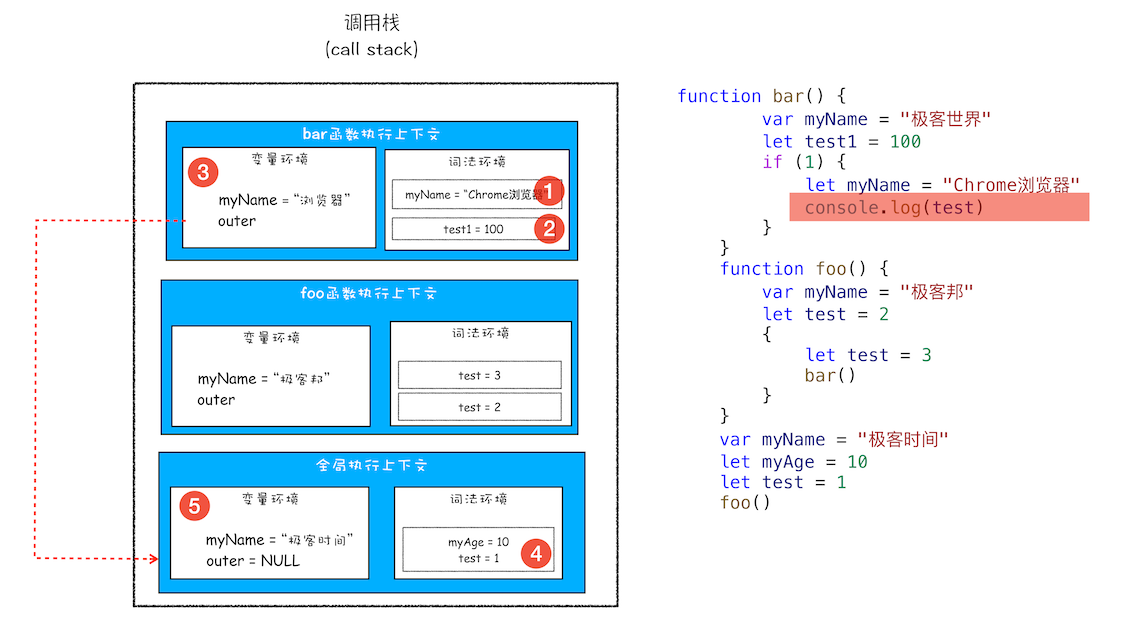 调用栈
(call stack)
bar函数执行上下文
3
变量环境
myName = “浏览器”
outer
词法环境
myName = “Chrome浏览器” 1
test1 = 100 2
foo函数执行上下文
变量环境
myName = “极客邦”
outer
词法环境
test = 3
test = 2
全局执行上下文
5
变量环境
myName = “极客时间”
outer = NULL
词法环境
myAge = 10
test = 1
4
function bar() {
var myName = "极客世界"
let test1 = 100
if (1) {
let myName = "Chrome浏览器"
console.log(test)
}
}
function foo() {
var myName = "极客邦"
let test = 2
{
let test = 3
bar()
}
}
var myName = "极客时间"
let myAge = 10
let test = 1
foo()